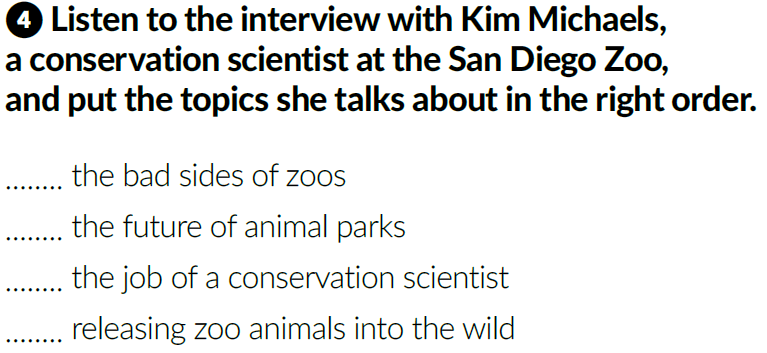 4 Listen to the interview with Kim Michaels,
a conservation scientist at the San Diego Zoo,
and put the topics she talks about in the right order.
........ the bad sides of zoos
........ the future of animal parks
........ the job of a conservation scientist
........ releasing zoo animals into the wild